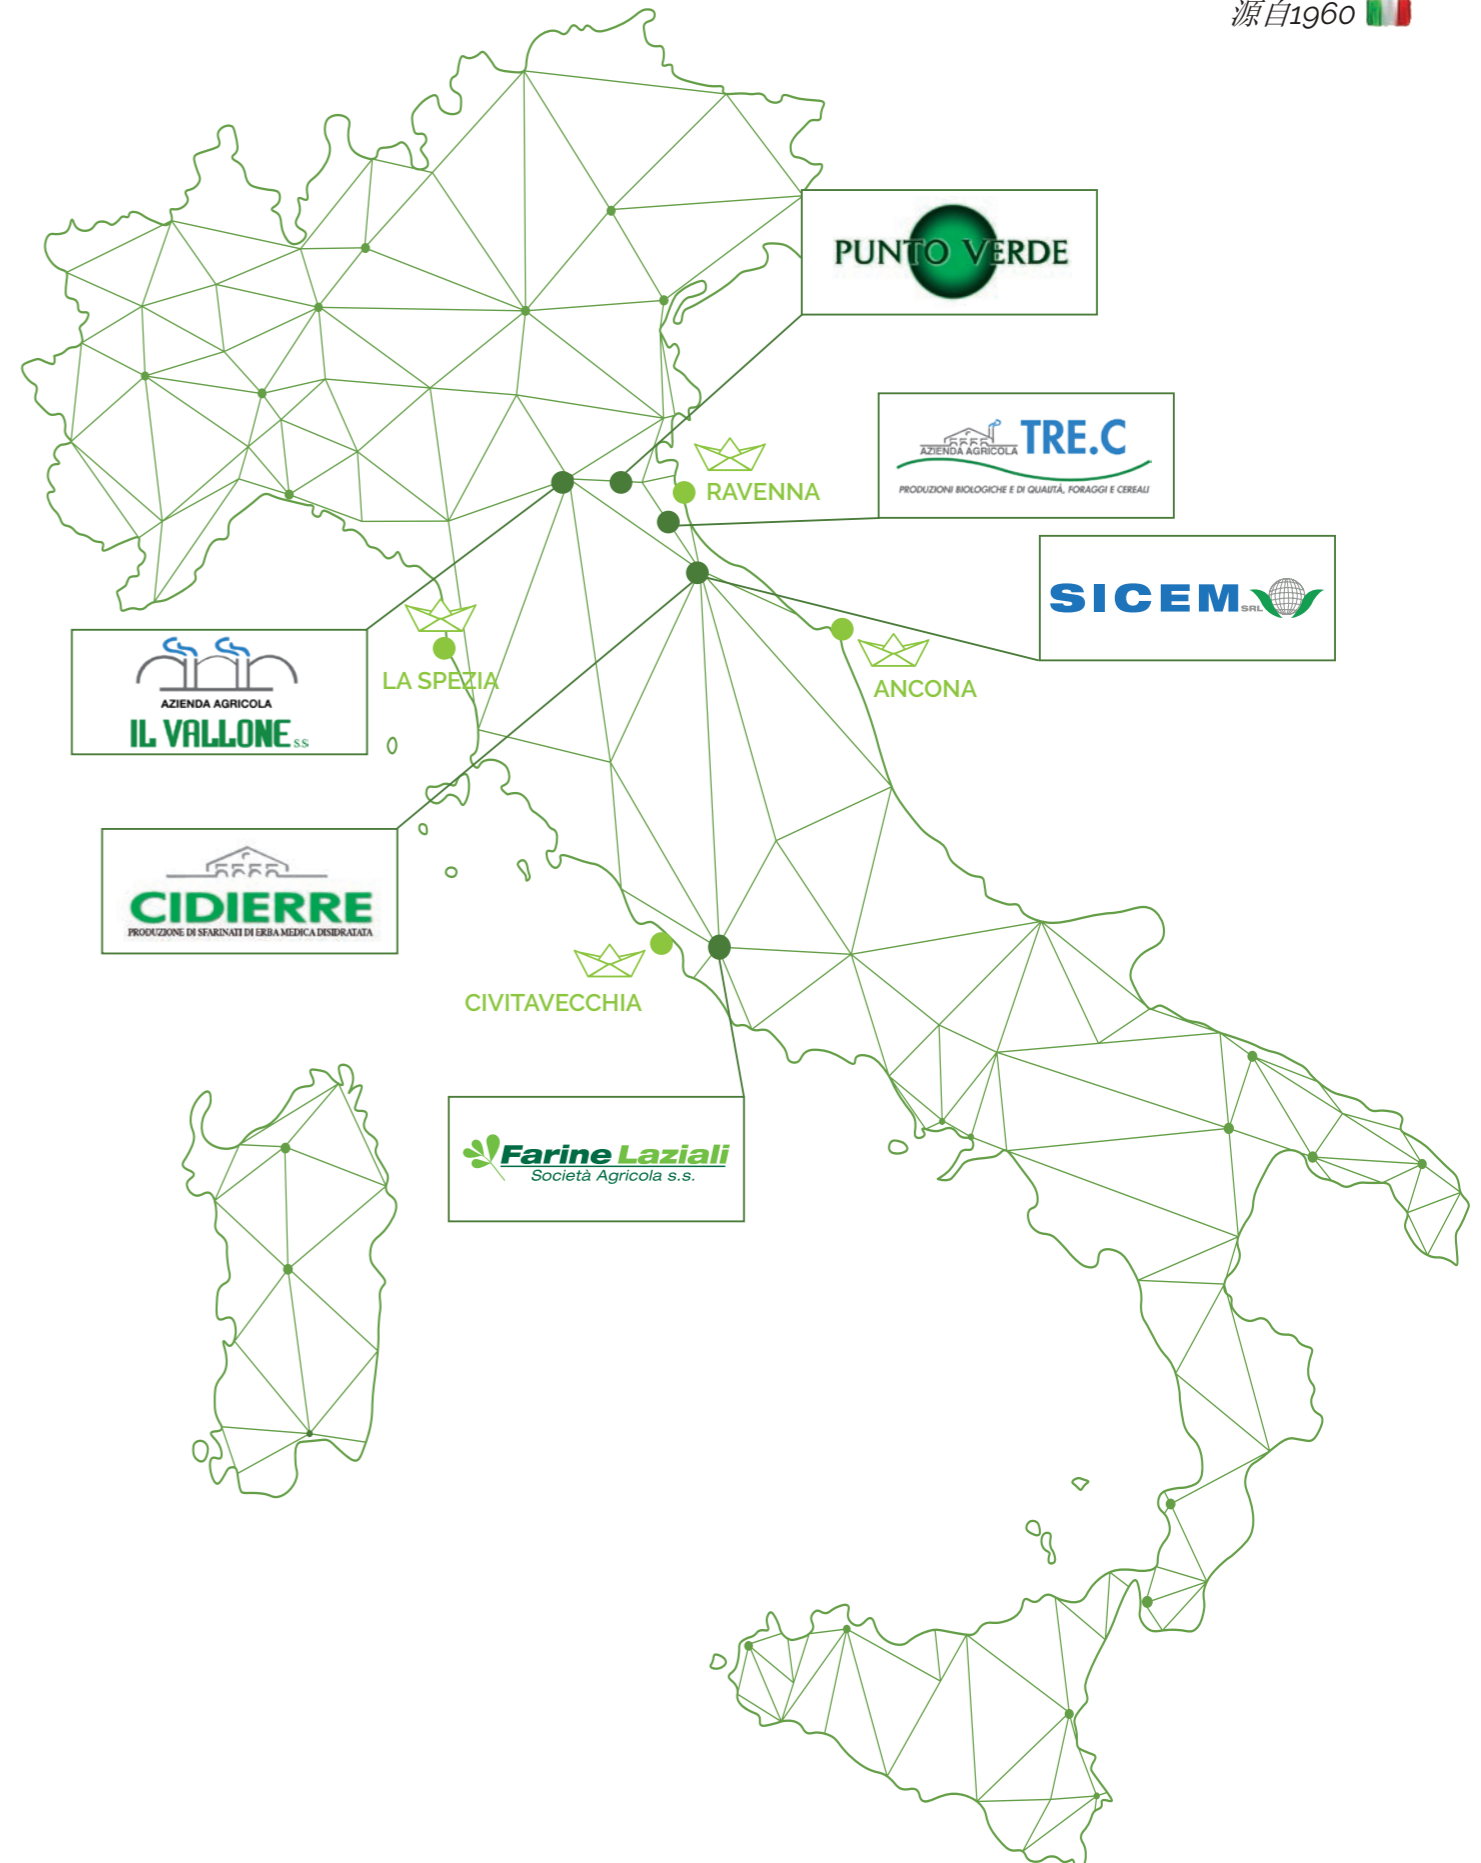 源自1960
PUNTO VERDE
AZIENDA AGRICOLA TRE.C
PRODUZIONI BIOLOGICHE E DI QUALITÁ, FORAGGI E CEREALI
RAVENNA
SICEM SRL
AZIENDA AGRICOLA
IL VALLONE ss
LA SPEZIA
ANCONA
CIDIERRE
PRODUZIONE DI SFARINATI DI ERBA MEDICA DISIDRATATA
CIVITAVECCHIA
Farine Laziali
Società Agricola s.s.